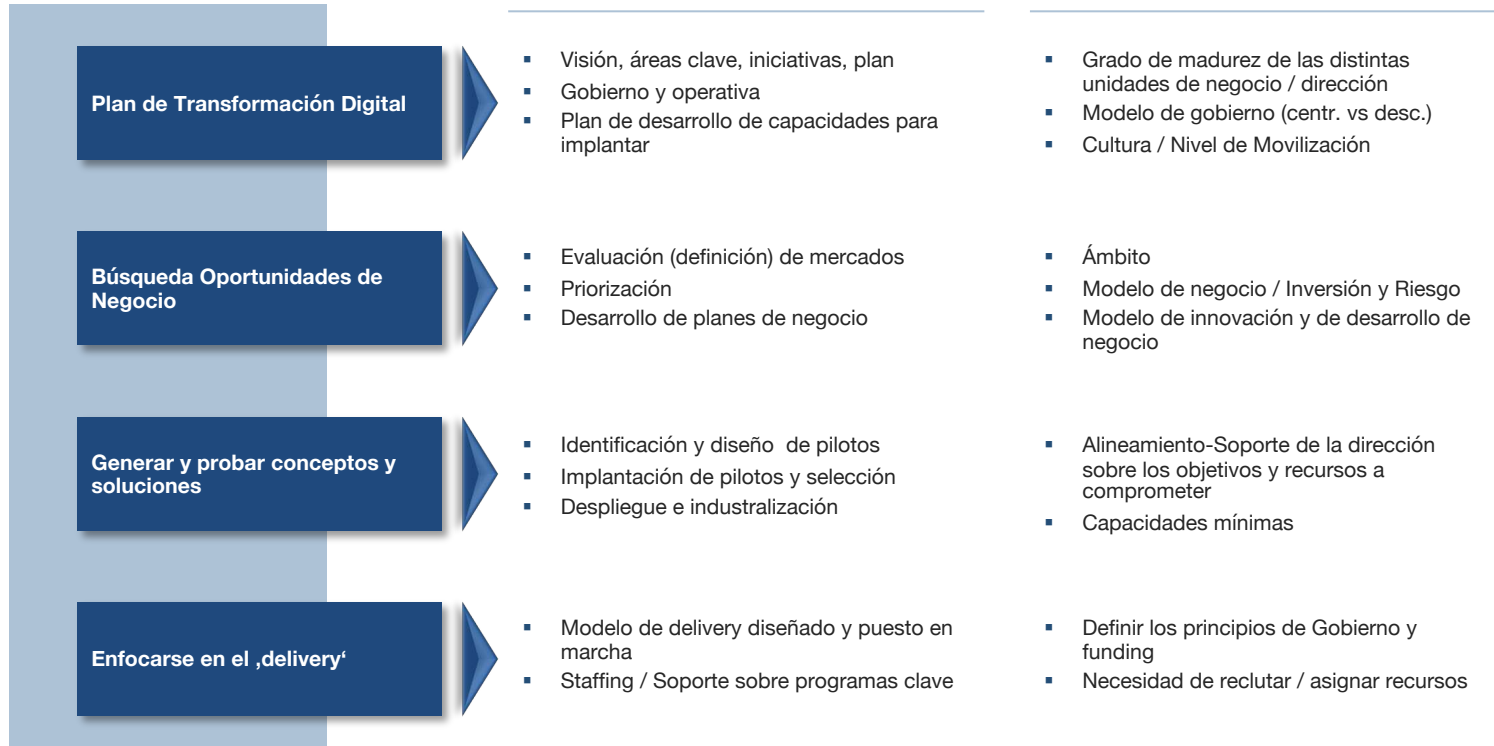 Plan de Transformación Digital
▪ Visión, áreas clave, iniciativas, plan
▪ Gobierno y operativa
▪ Plan de desarrollo de capacidades para
implantar
▪ Grado de madurez de las distintas
unidades de negocio / dirección
▪ Modelo de gobierno (centr. vs desc.)
▪ Cultura / Nivel de Movilización
Búsqueda Oportunidades de
Negocio
▪ Evaluación (definición) de mercados
▪ Priorización
▪ Desarrollo de planes de negocio
▪ Ámbito
▪ Modelo de negocio / Inversión y Riesgo
▪ Modelo de innovación y de desarrollo de
negocio
Generar y probar conceptos y
soluciones
▪ Identificación y diseño  de pilotos
▪ Implantación de pilotos y selección
▪ Despliegue e industralización
▪ Alineamiento-Soporte de la dirección
sobre los objetivos y recursos a
comprometer
▪ Capacidades mínimas
Enfocarse en el ‚delivery‘
▪ Modelo de delivery diseñado y puesto en
marcha
▪ Staffing / Soporte sobre programas clave
▪ Definir los principios de Gobierno y
funding
▪ Necesidad de reclutar / asignar recursos